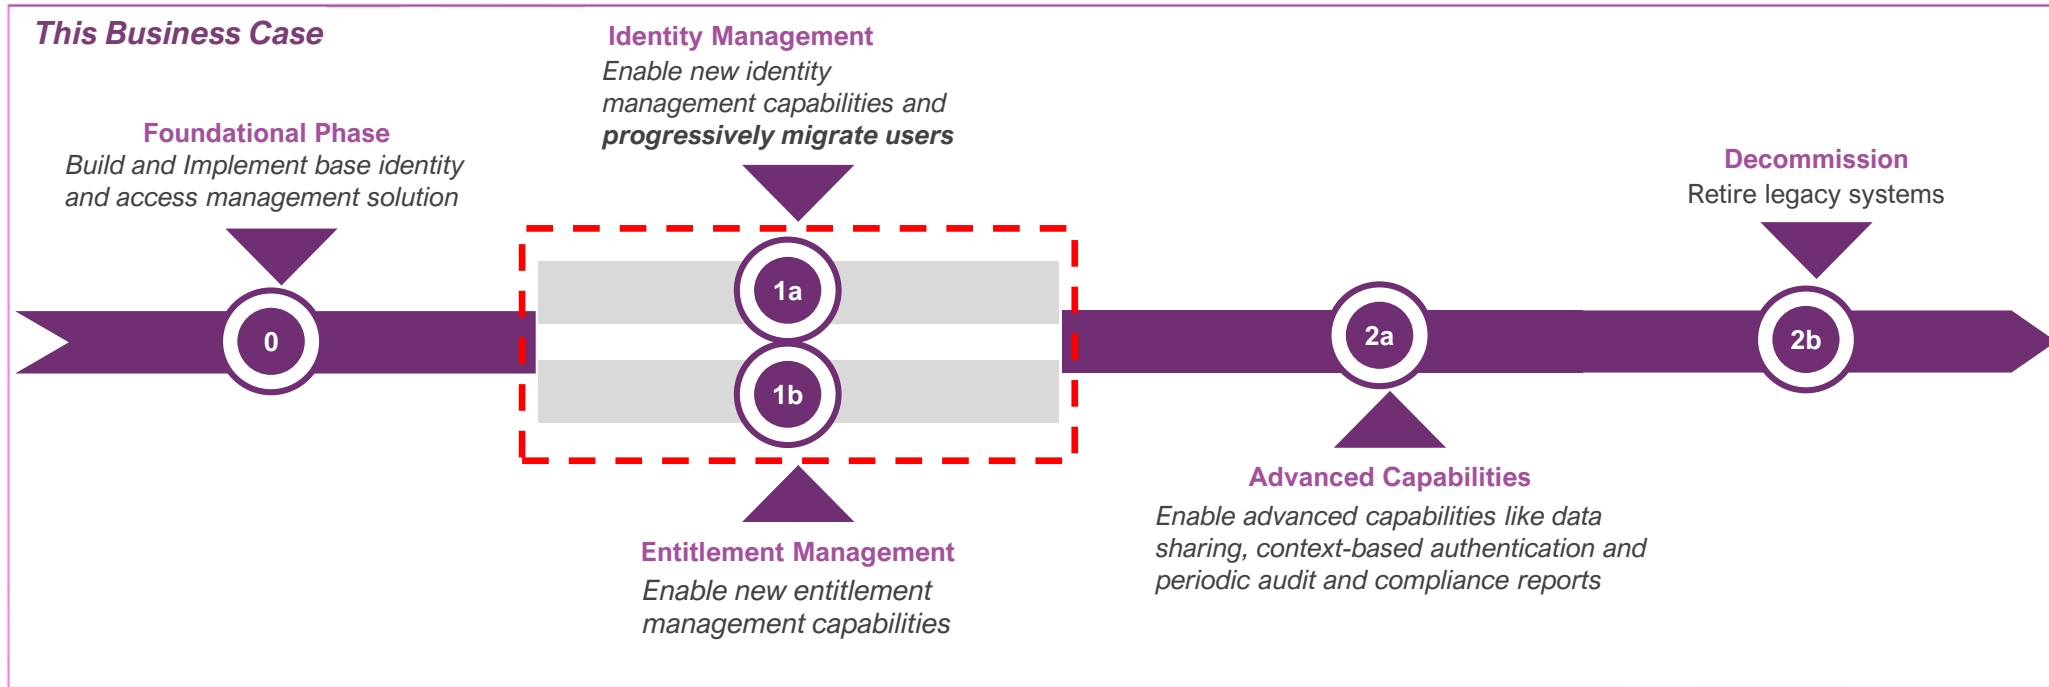 This Business Case
Identity Management
Enable new identity
management capabilities and
progressively migrate users
Foundational Phase
Build and Implement base identity
and access management solution
Decommission
Retire legacy systems
0
1a
1b
2a
2b
Entitlement Management
Enable new entitlement
management capabilities
Advanced Capabilities
Enable advanced capabilities like data
sharing, context-based authentication and
periodic audit and compliance reports